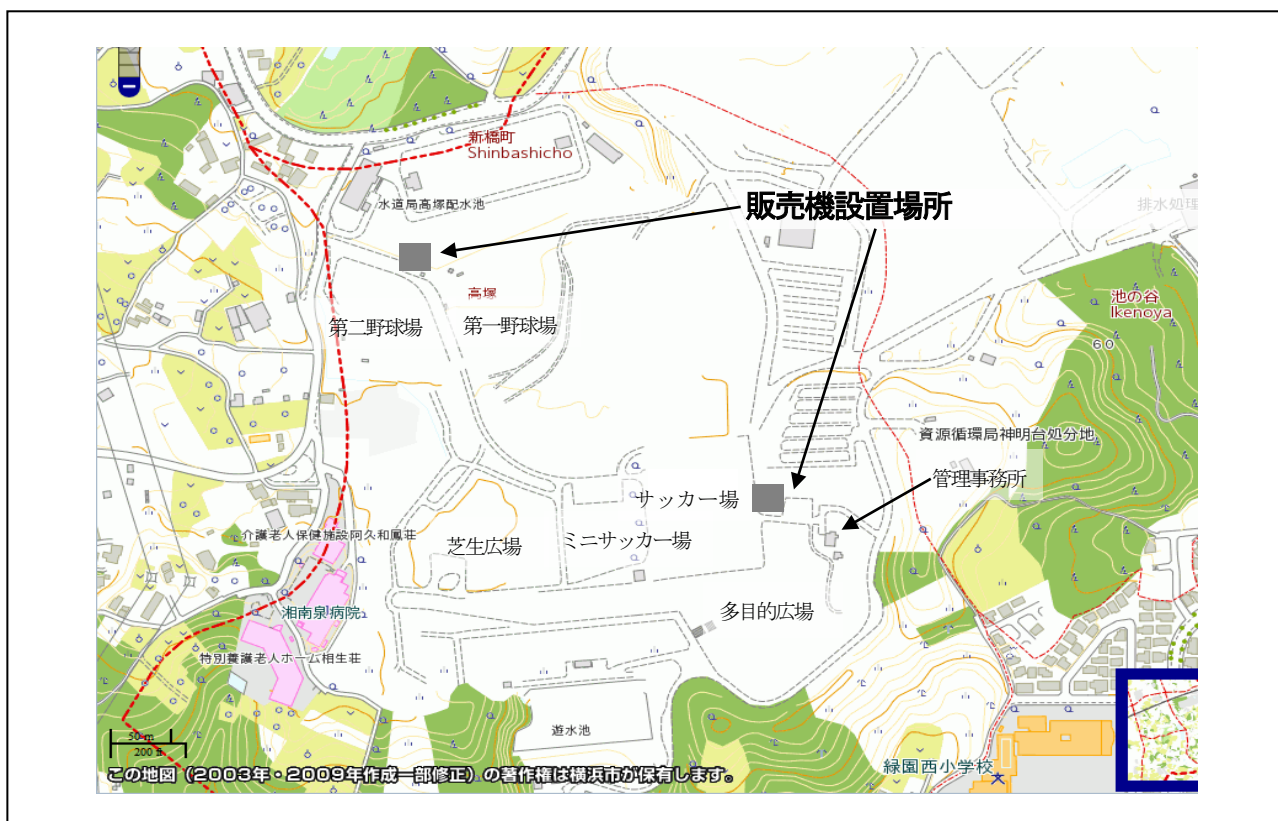 新橋町
Shinbashicho
水道局高塚配水池
販売機設置場所
排水処理
高塚
第二野球場
第一野球場
池の谷
Ikenoya
60
資源循環局神明台処分地
管理事務所
サッカー場
ミニサッカー場
芝生広場
介護老人保健施設阿久和鳳荘
湘南泉病院
多目的広場
特別養護老人ホーム相生荘
遊水池
50 m
200 ft
この地図（2003年・2009年作成一部修正）の著作権は横浜市が保有します。
緑園西小学校